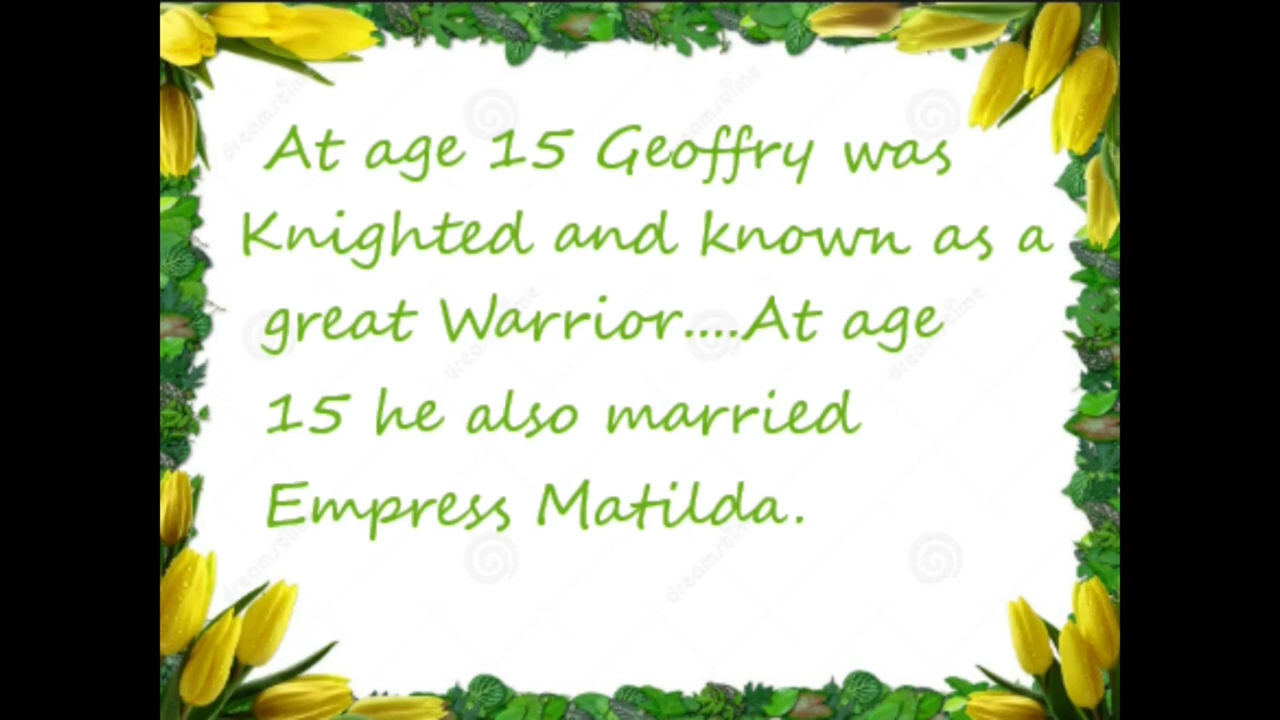 At age 15 Geoffry was
Knighted and known as a
great Warrior....At age
15 he also married
Empress Matilda.